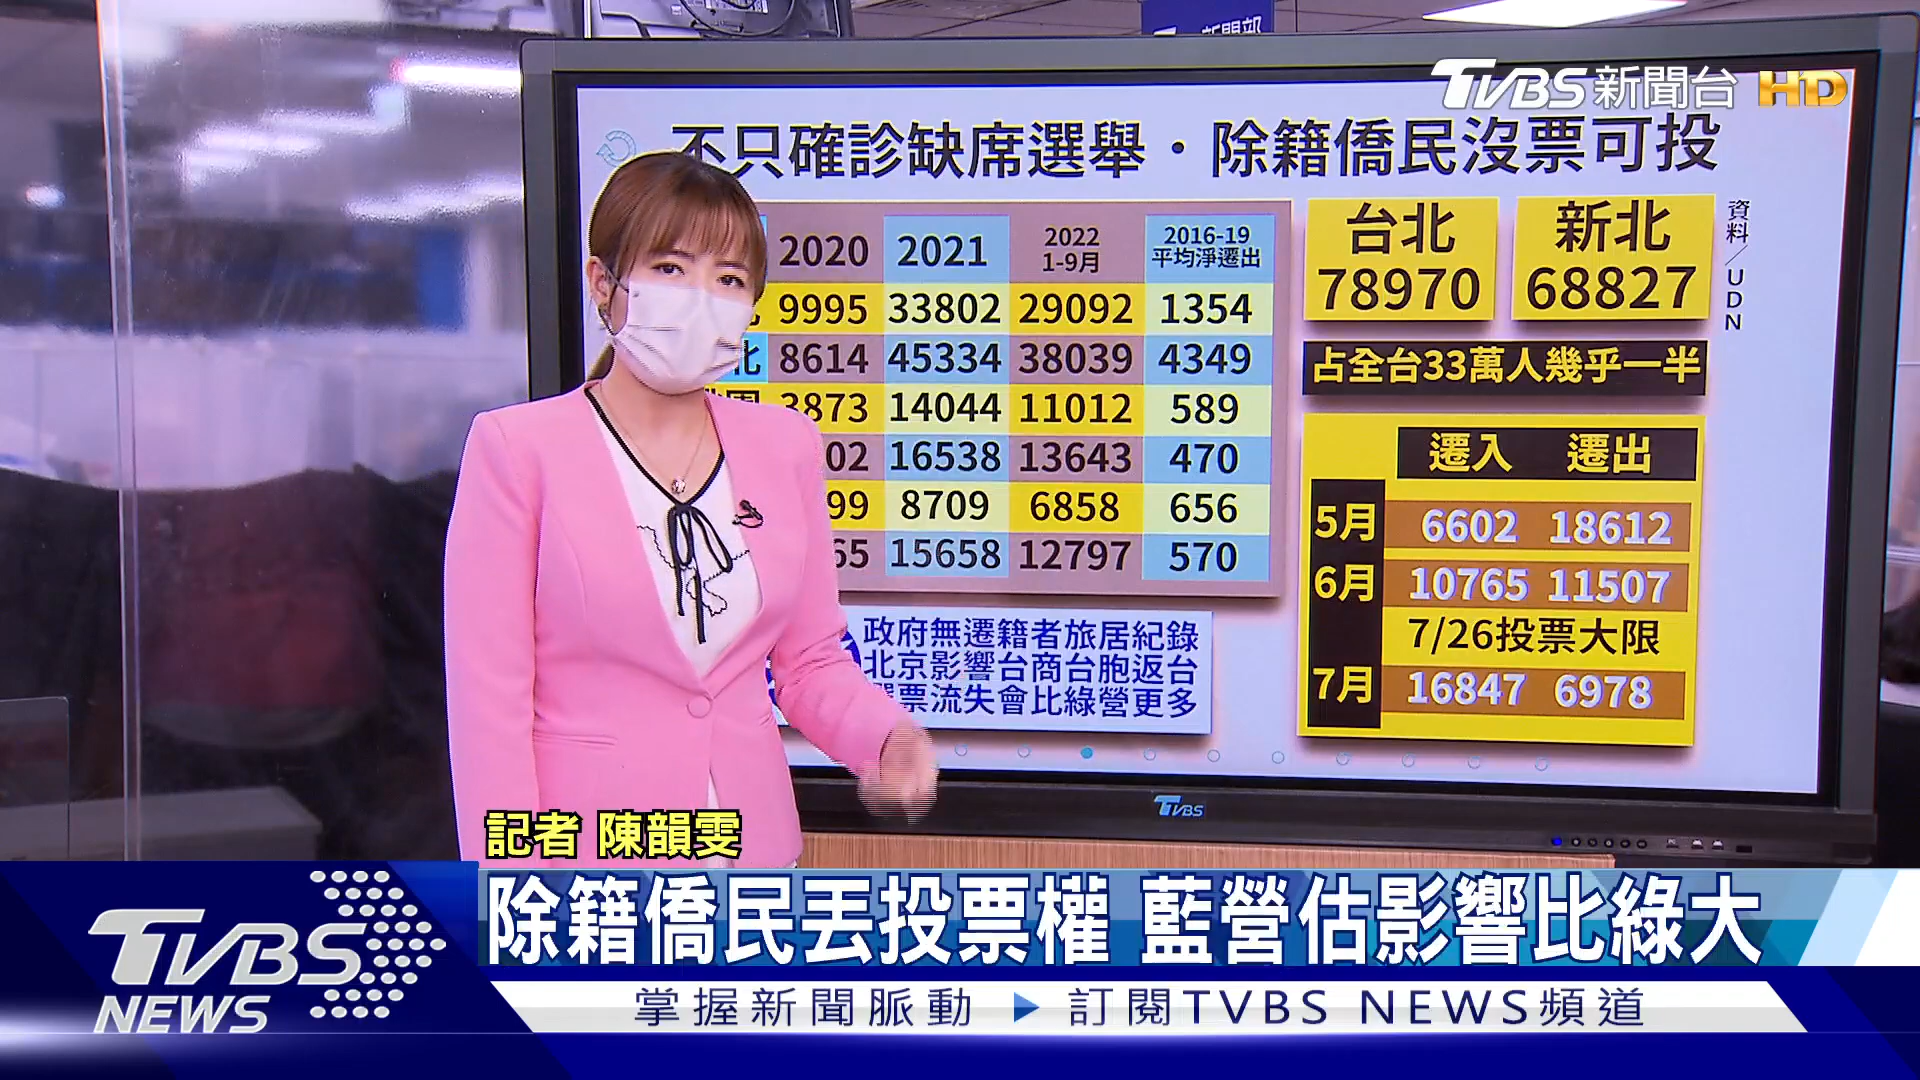 新聞部
TVBS新聞台 HD
不只確診缺席選舉・除籍僑民沒票可投
2020 2021 2022 1-9月 2016-19 平均淨遷出
9995 33802 29092 1354
北 8614 45334 38039 4349
3873 14044 11012 589
02 16538 13643 470
99 8709 6858 656
65 15658 12797 570
政府無遷籍者旅居紀錄
北京影響台商台胞返台
票流失會比綠營更多
台北 78970
新北 68827
資料/UDN
占全台33萬人幾乎一半
遷入 遷出
5月 6602 18612
6月 10765 11507
7/26投票大限
7月 16847 6978
TVBS
記者 陳韻雯
除籍僑民丟投票權 藍營估影響比綠大
TVBS NEWS
掌握新聞脈動 ▶ 訂閱TVBS NEWS頻道